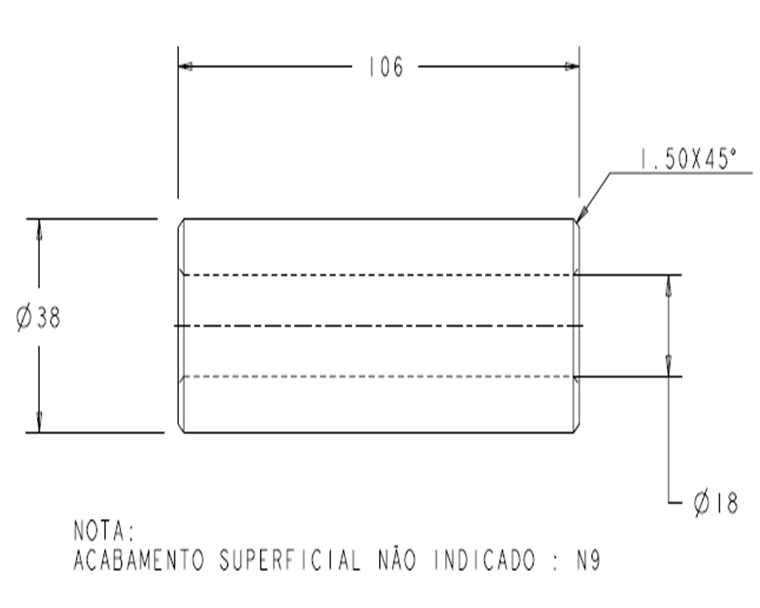 106
1.50X45°
Ø38
Ø18
NOTA:
ACABAMENTO SUPERFICIAL NÃO INDICADO : N9